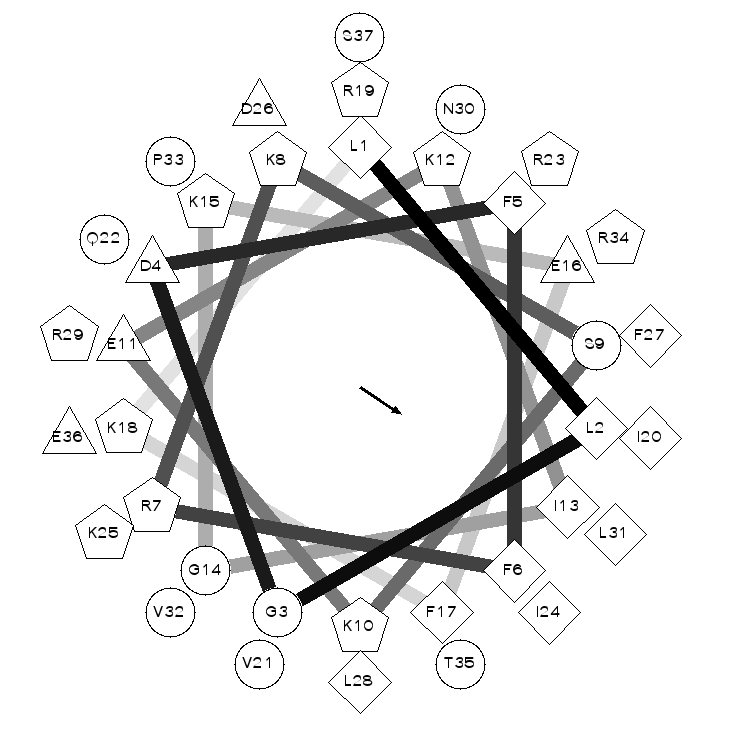 S37
R19
D26
N30
L1
P33
K8
K12
R23
K15
F5
Q22
D4
E16
R34
R29
E11
S9
F27
E36
K18
L2
I20
K25
R7
I13
L31
G14
F6
V32
G3
K10
F17
I24
V21
L28
T35